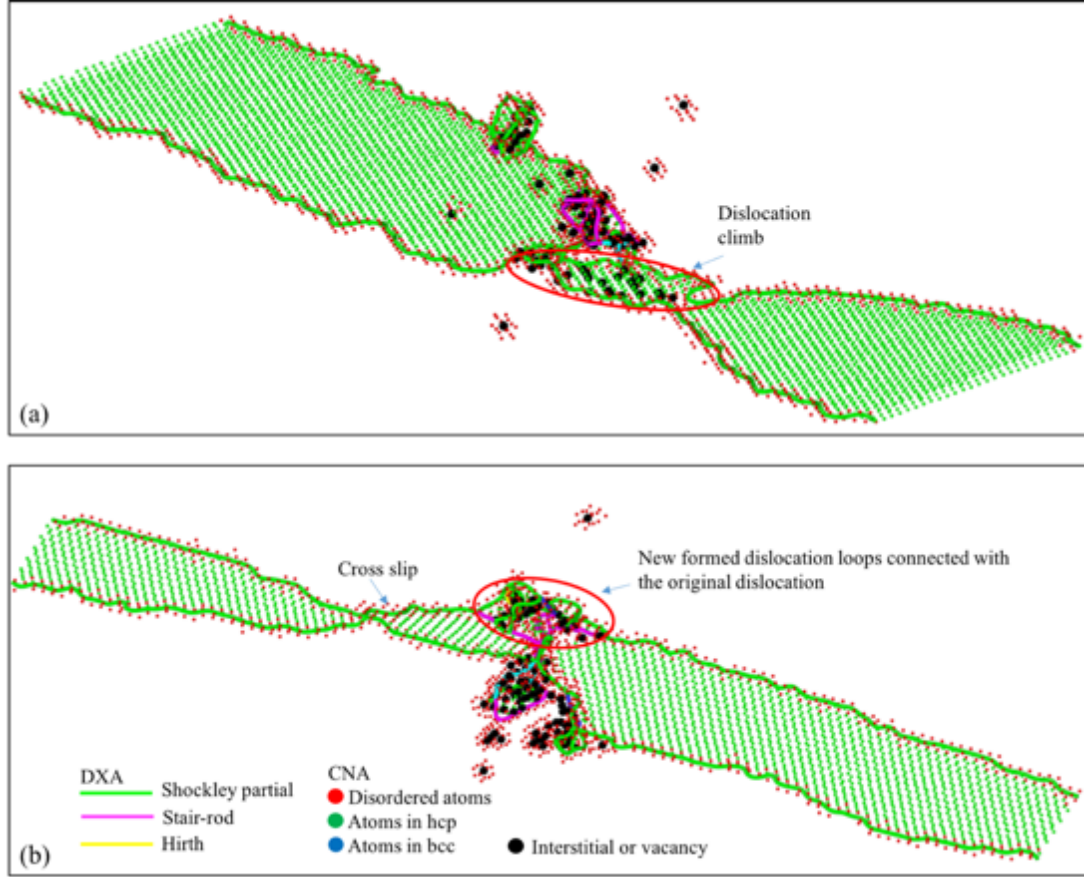 Dislocation
climb
(a)
Cross slip
New formed dislocation loops connected with
the original dislocation
DXA
Shockley partial
Stair-rod
Hirth
CNA
Disordered atoms
Atoms in hcp
Atoms in bcc
Interstitial or vacancy
(b)